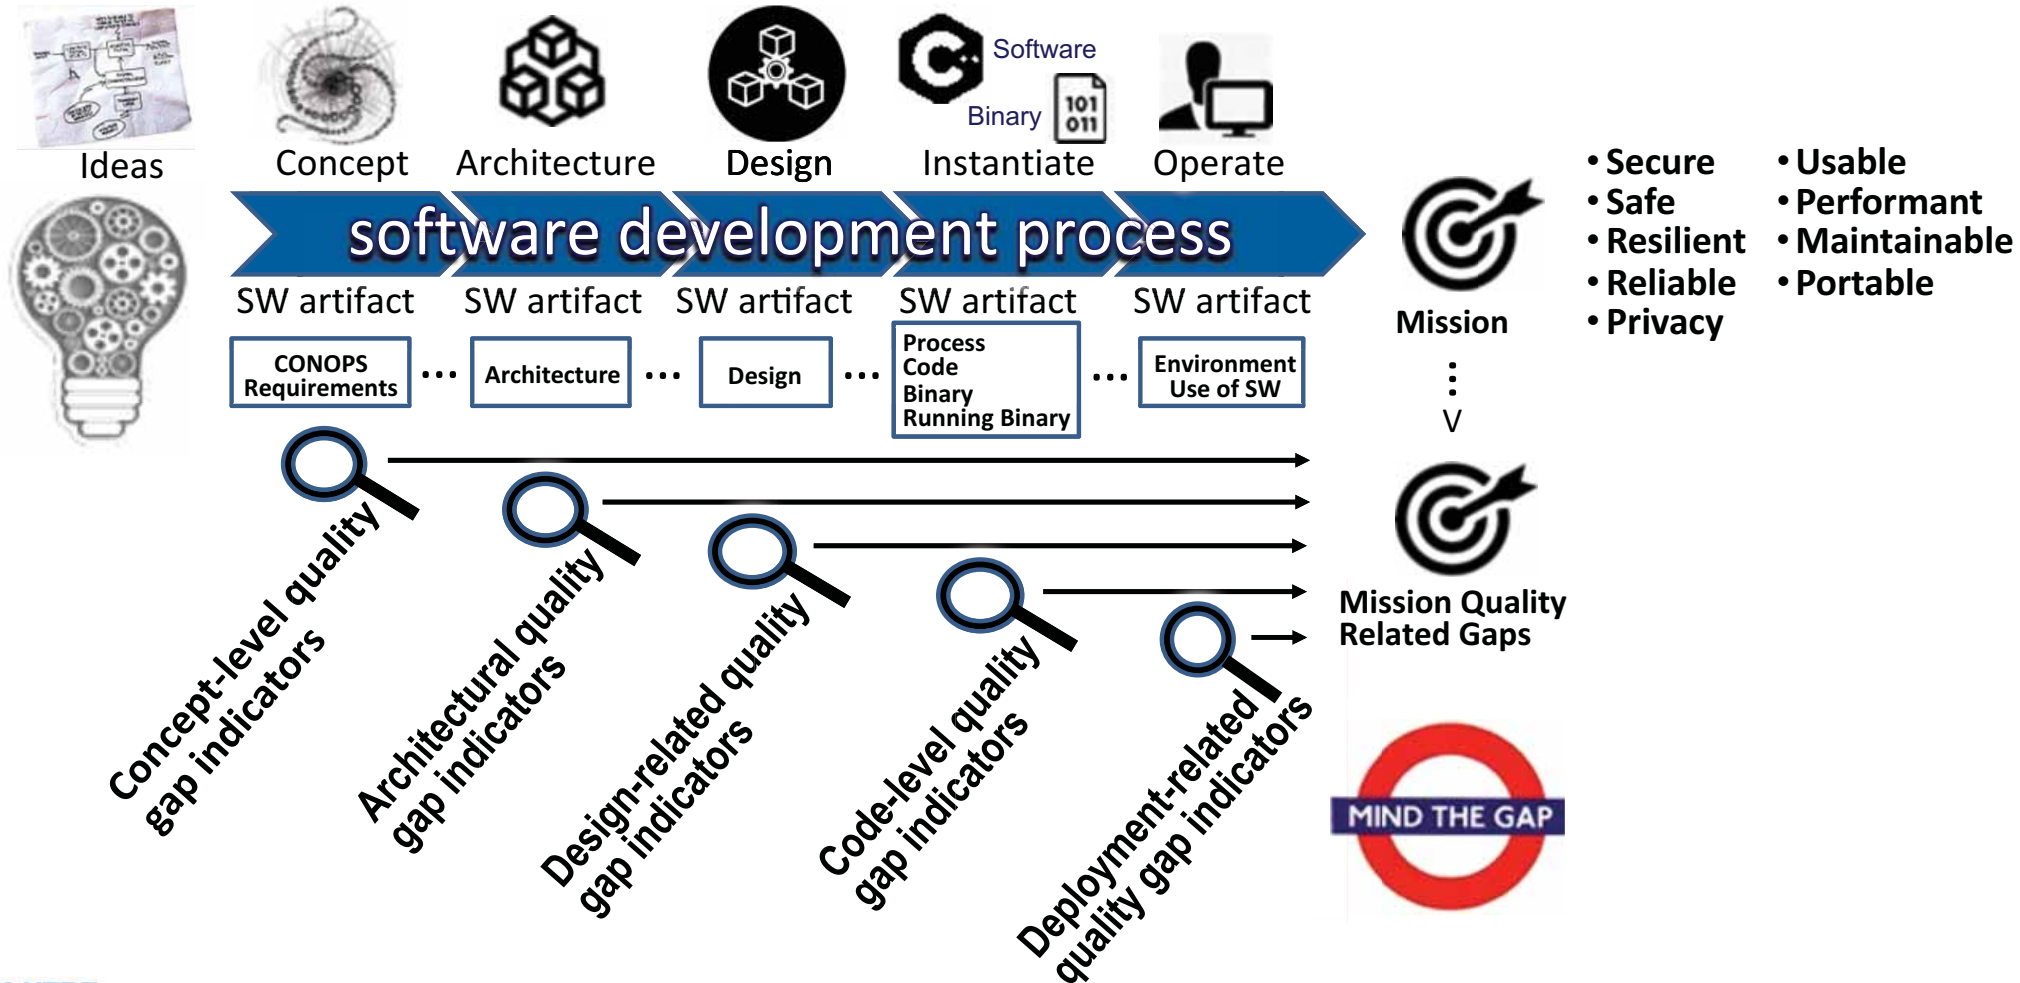 Software
Binary
101
011
Ideas
Concept
Architecture
Design
Instantiate
Operate
software development process
SW artifact
SW artifact
SW artifact
SW artifact
SW artifact
CONOPS
Requirements
...
Architecture
...
Design
...
Process
Code
Binary
Running Binary
...
Environment
Use of SW
Mission
• Secure
• Safe
• Resilient
• Reliable
• Privacy
• Usable
• Performant
• Maintainable
• Portable
V
Concept-level quality
gap indicators
Architectural quality
gap indicators
Design-related quality
gap indicators
Code-level quality
gap indicators
Deployment-related
quality gap indicators
Mission Quality
Related Gaps
MIND THE GAP